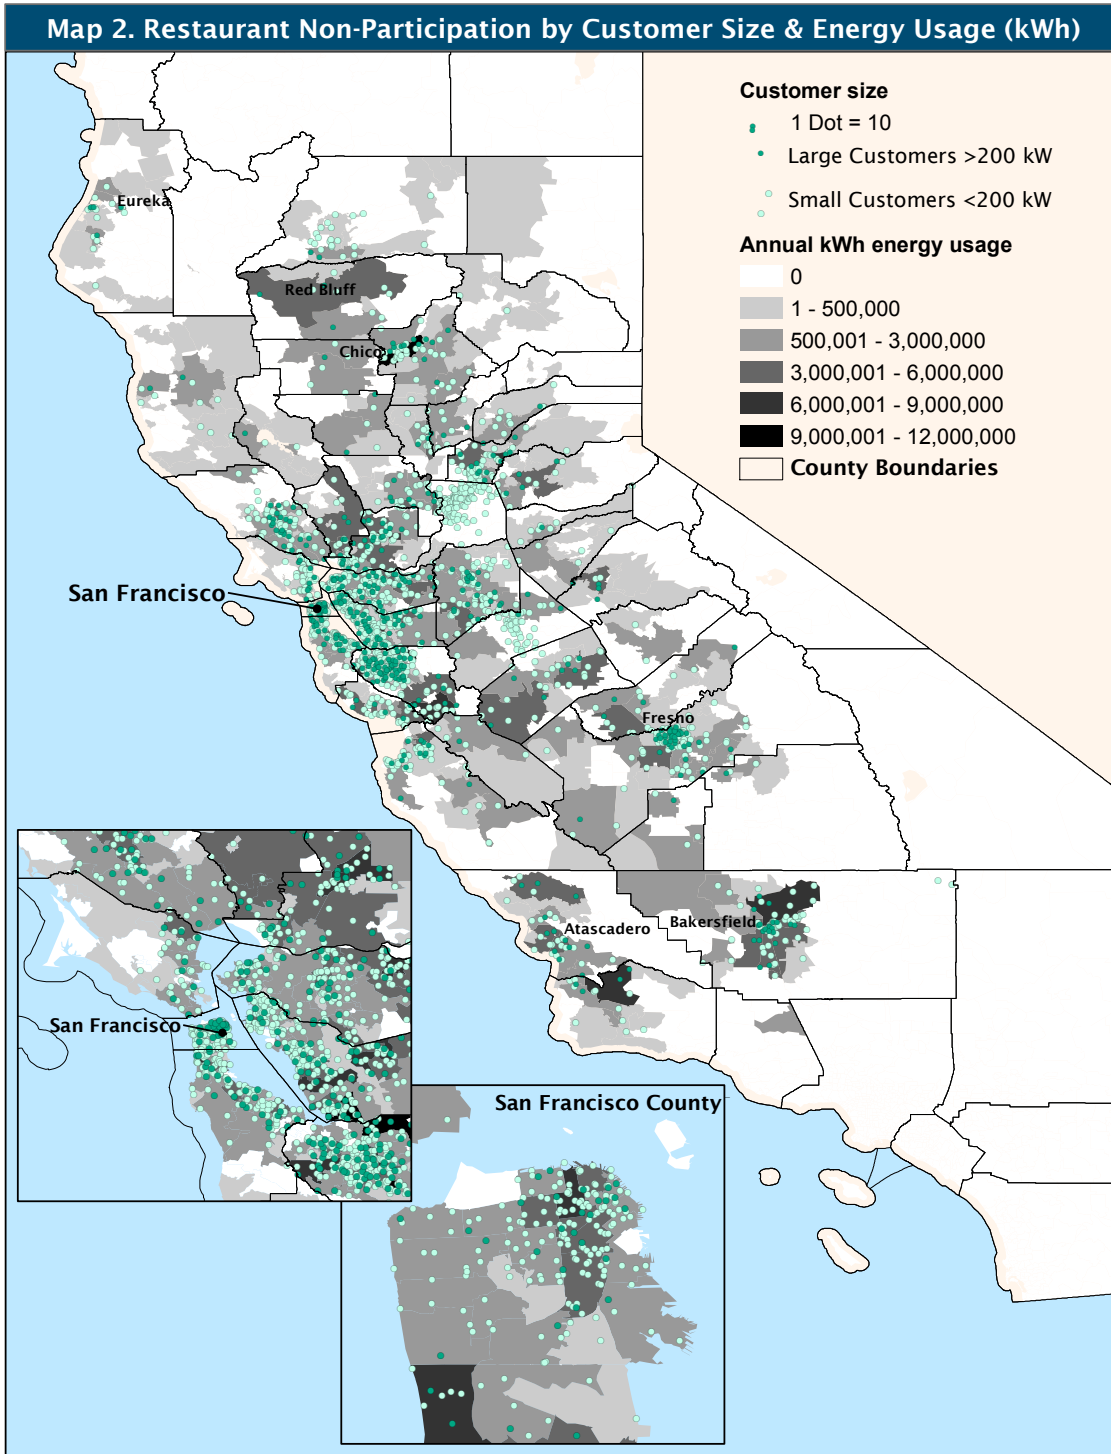 Map 2. Restaurant Non-Participation by Customer Size & Energy Usage (kWh)
Customer size
1 Dot = 10
Large Customers >200 kW
Small Customers <200 kW
Annual kWh energy usage
0
1 - 500,000
500,001 - 3,000,000
3,000,001 - 6,000,000
6,000,001 - 9,000,000
9,000,001 - 12,000,000
County Boundaries
Eureka
Red Bluff
Chico
San Francisco
Fresno
Atascadero
Bakersfield
San Francisco
San Francisco County